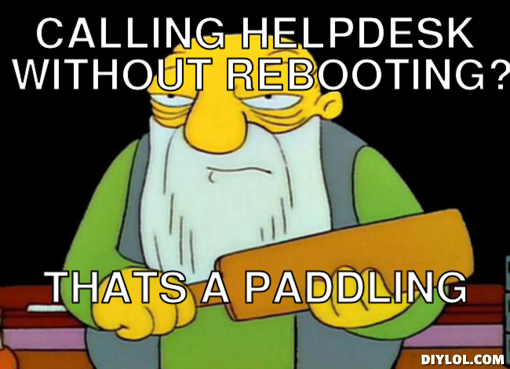 CALLING HELPDESK
WITHOUT REBOOTING?
THATS A PADDLING
DIYLOL.COM